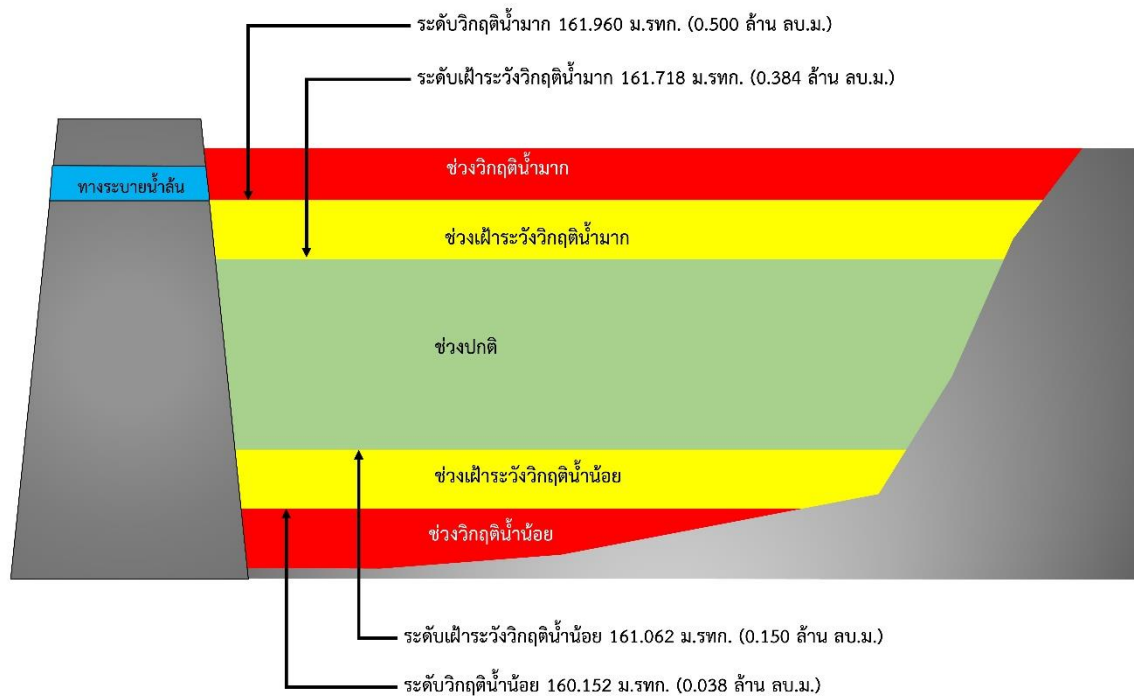 ระดับวิกฤติน้ำมาก 161.960 ม.รทก. (0.500 ล้าน ลบ.ม.)
ระดับเฝ้าระวังวิกฤติน้ำมาก 161.718 ม.รทก. (0.384 ล้าน ลบ.ม.)
ช่วงวิกฤติน้ำมาก
ทางระบายน้ำล้น
ช่วงเฝ้าระวังวิกฤติน้ำมาก
ช่วงปกติ
ช่วงเฝ้าระวังวิกฤติน้ำน้อย
ช่วงวิกฤติน้ำน้อย
ระดับเฝ้าระวังวิกฤติน้ำน้อย 161.062 ม.รทก. (0.150 ล้าน ลบ.ม.)
ระดับวิกฤติน้ำน้อย 160.152 ม.รทก. (0.038 ล้าน ลบ.ม.)